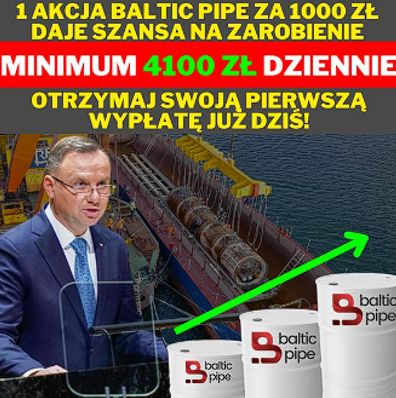 1 AKCJA BALTIC PIPE ZA 1000 ZŁ
DAJE SZANSA NA ZAROBIENIE
MINIMUM 4100 ZŁ DZIENNIE
OTRZYMAJ SWOJĄ PIERWSZĄ
WYPŁATĘ JUŻ DZIŚ!
baltic
pipe
baltic
pipe
baltic
pipe